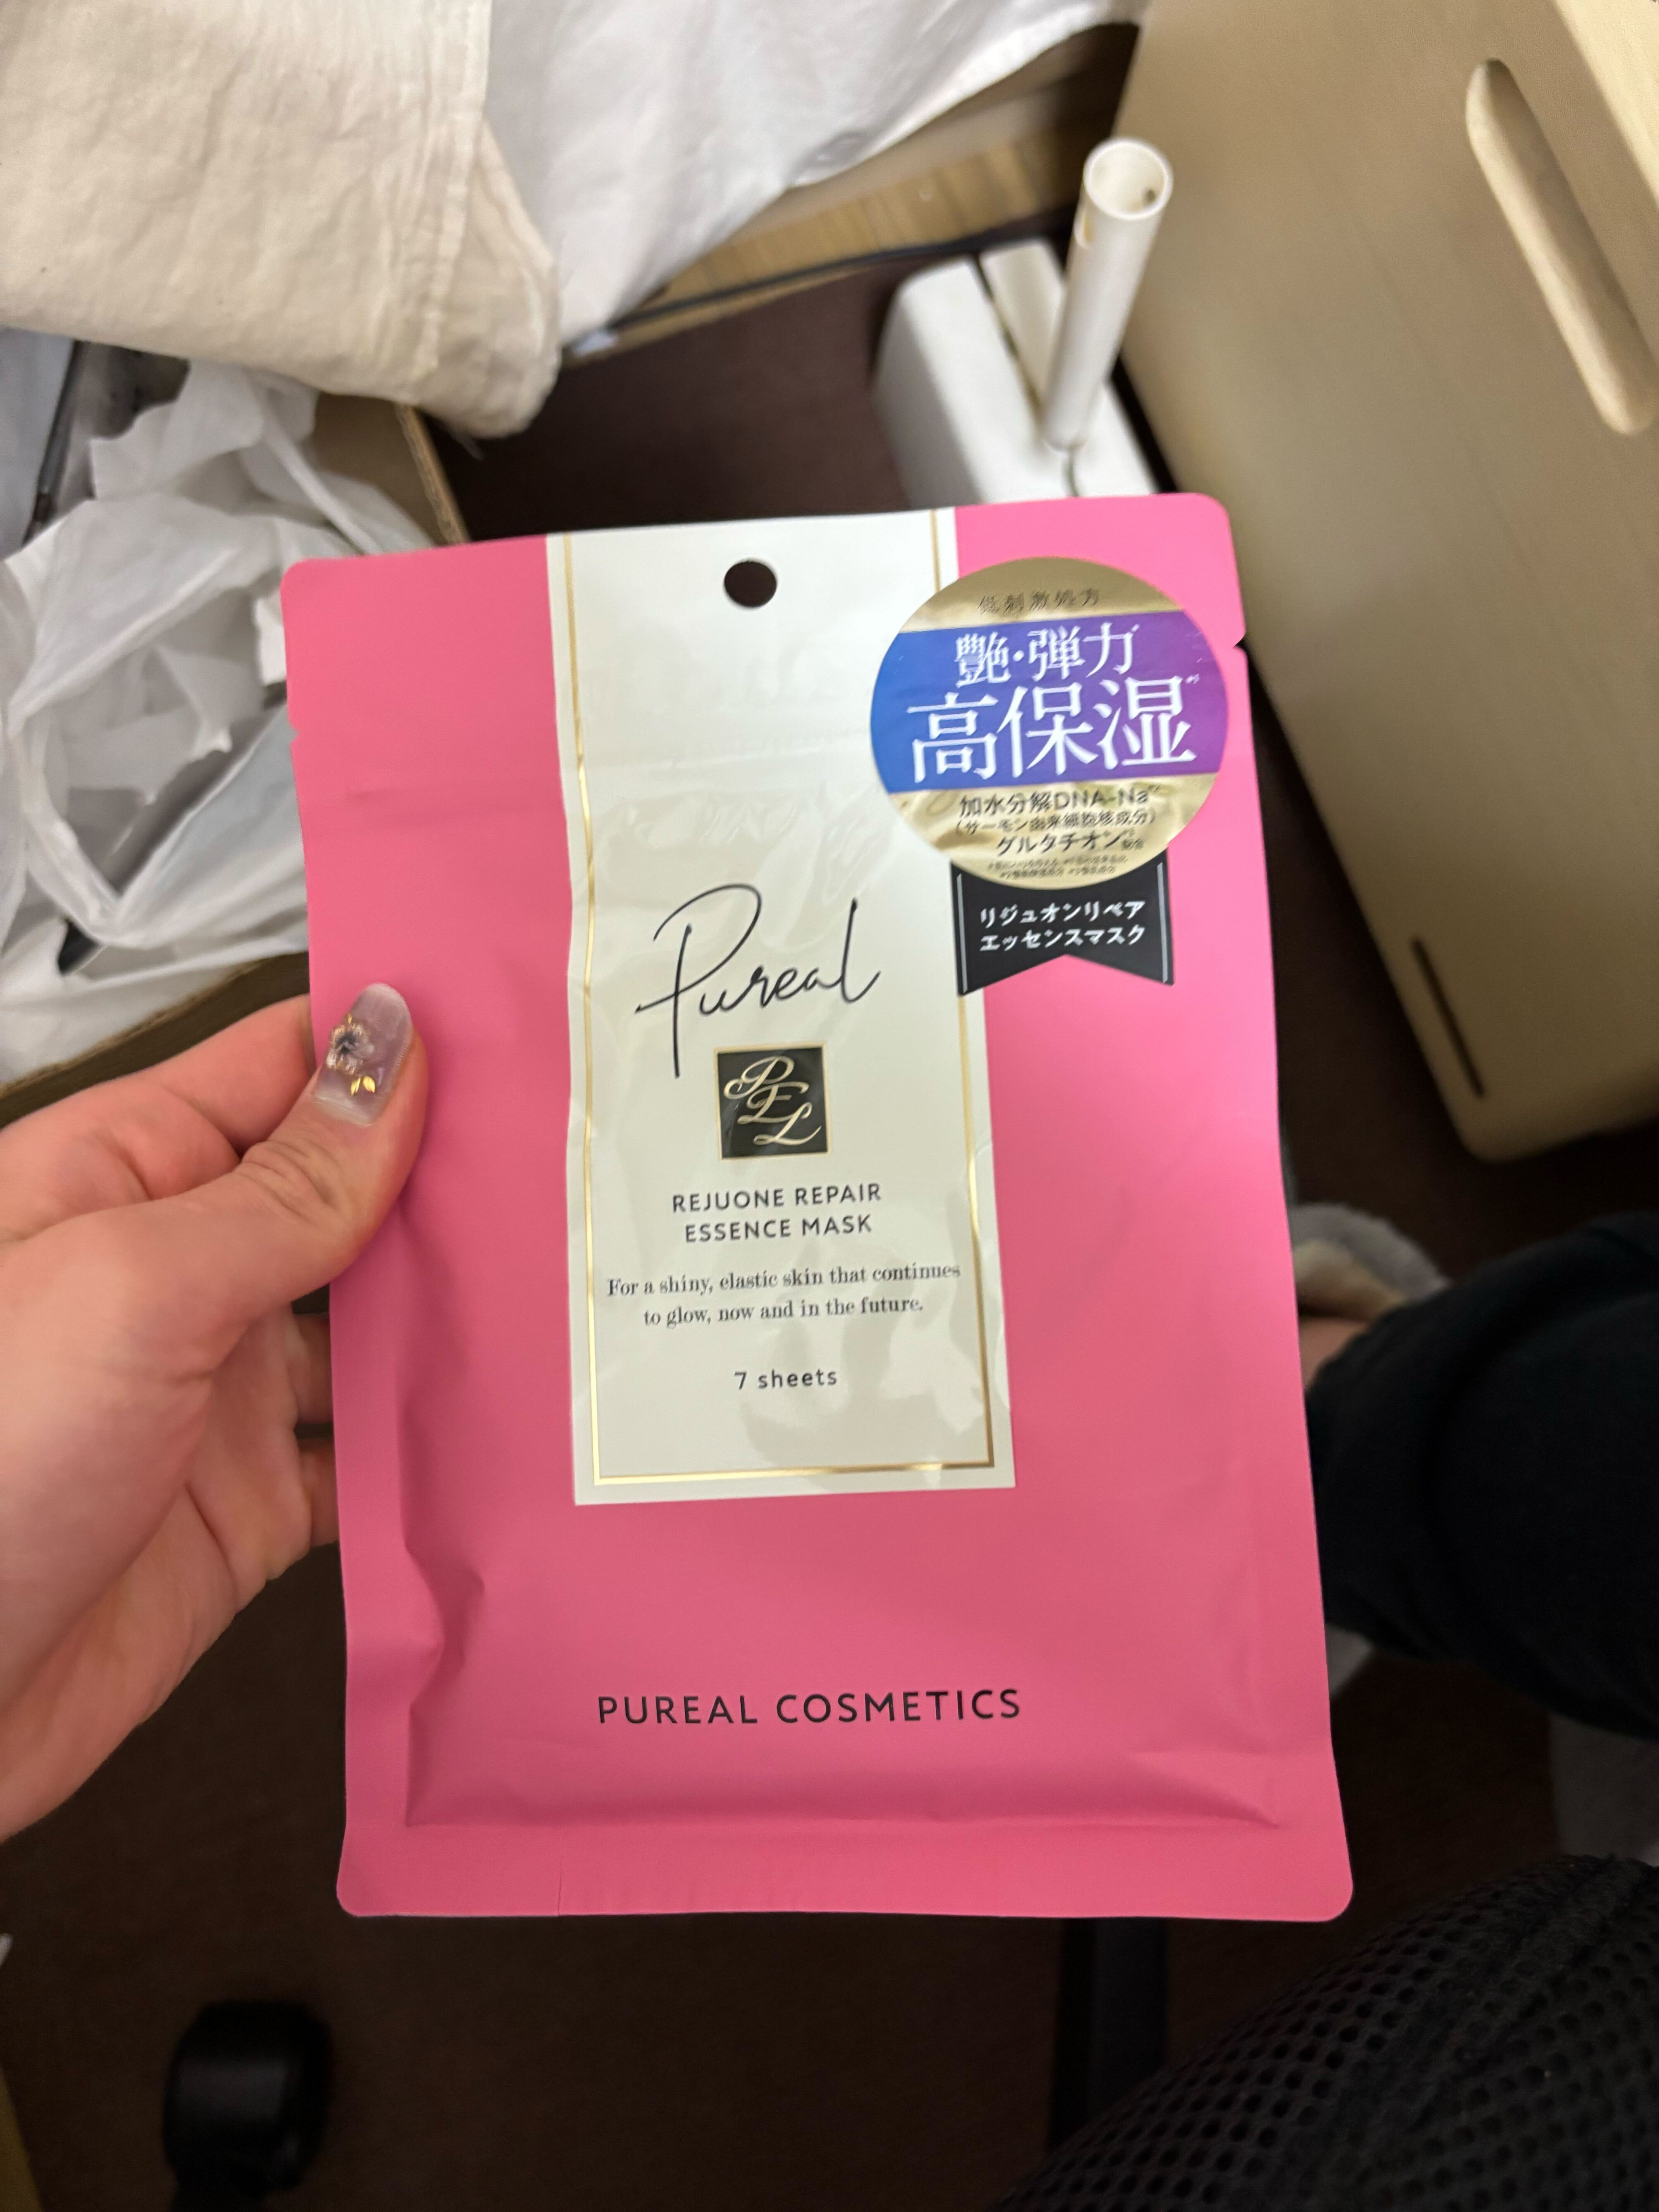 低刺激処方
艶・弾力
高保湿
加水分解DNA-Na
(サーモン由来細胞核成分)
グルタチオン配合
リジュオンリペア
エッセンスマスク
Pureal
PEL
REJUONE REPAIR
ESSENCE MASK
For a shiny, elastic skin that continues
to glow, now and in the future.
7 sheets
PUREAL COSMETICS